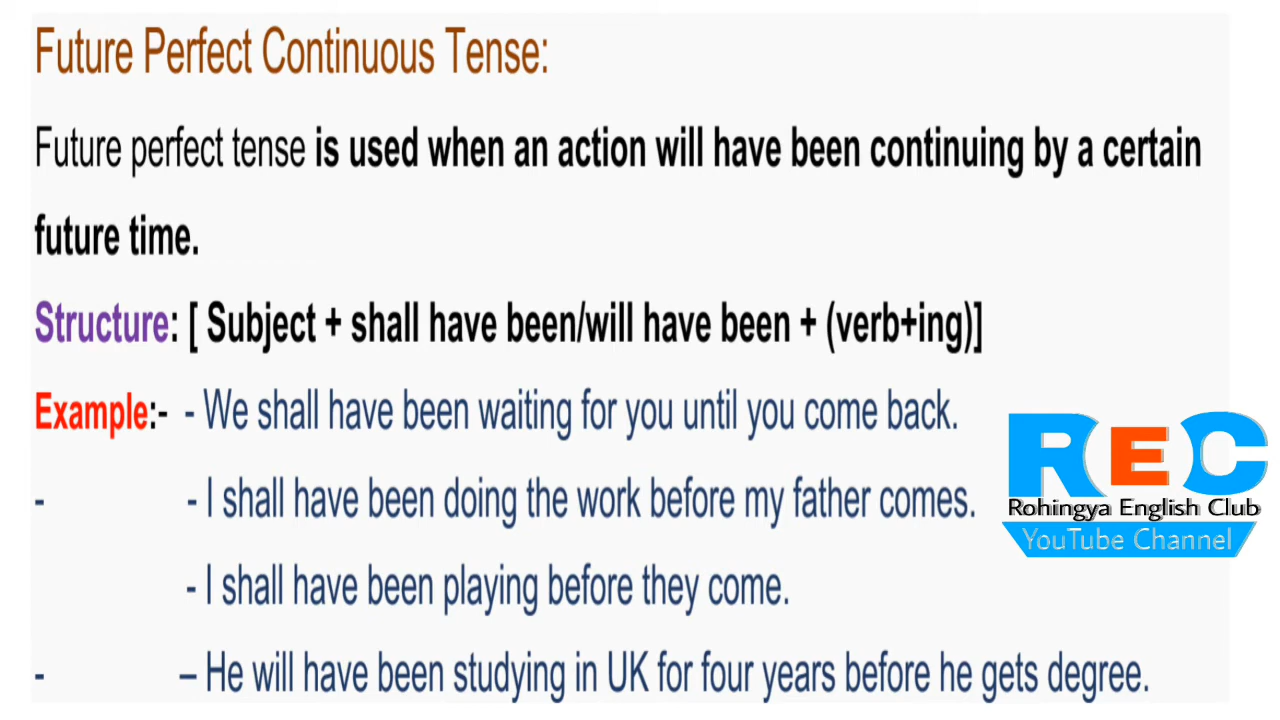 Future Perfect Continuous Tense:
Future perfect tense is used when an action will have been continuing by a certain
future time.
Structure: [ Subject + shall have been/will have been + (verb+ing)]
Example:- - We shall have been waiting for you until you come back.
- - I shall have been doing the work before my father comes.
- I shall have been playing before they come.
- – He will have been studying in UK for four years before he gets degree.
REC
Rohingya English Club
YouTube Channel